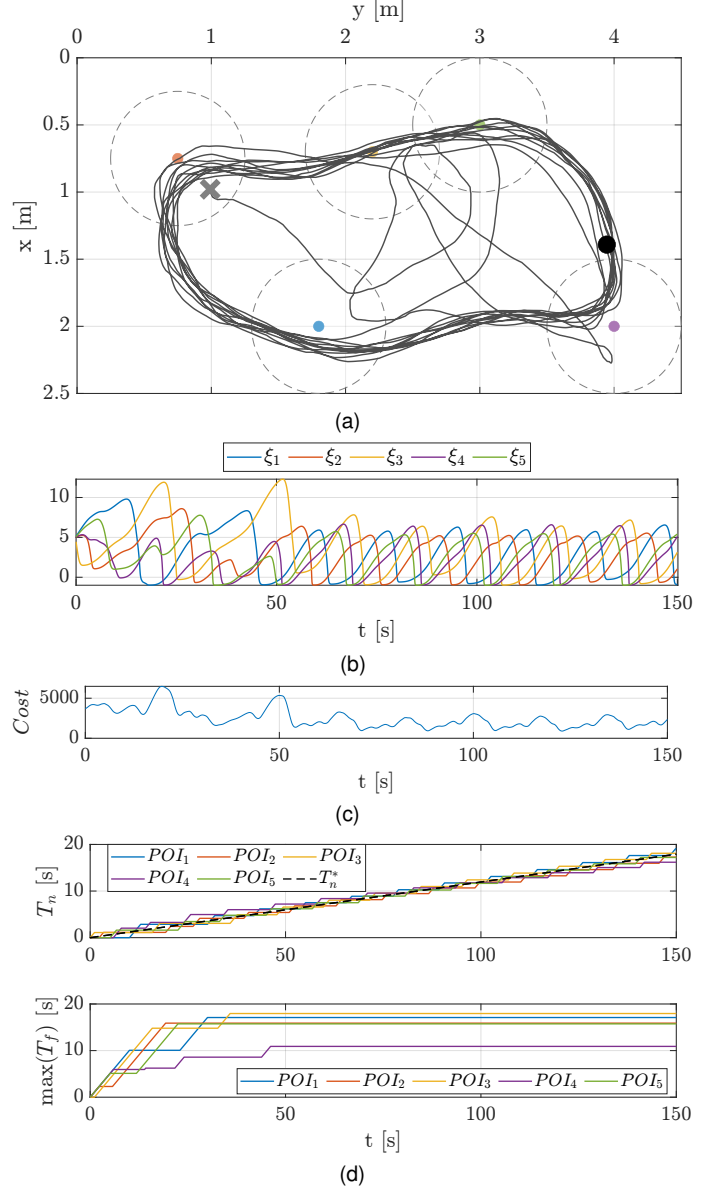 y [m]
0 1 2 3 4
0
0.5
1
1.5
2
2.5
x [m]
(a)
ξ₁ ξ₂ ξ₃ ξ₄ ξ₅
10
5
0
0 50 100 150
t [s]
(b)
Cost
5000
0
0 50 100 150
t [s]
(c)
20
10
0
T_n [s]
POI₁ POI₂ POI₃
POI₄ POI₅ T_n^*
0 50 100 150
20
10
0
max(T_f) [s]
POI₁ POI₂ POI₃ POI₄ POI₅
0 50 100 150
t [s]
(d)